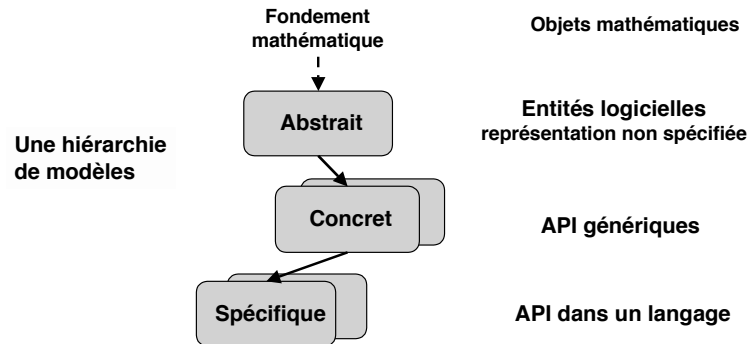 Fondement
mathématique
Objets mathématiques
Abstrait
Entités logicielles
représentation non spécifiée
Une hiérarchie
de modèles
Concret
API génériques
Spécifique
API dans un langage